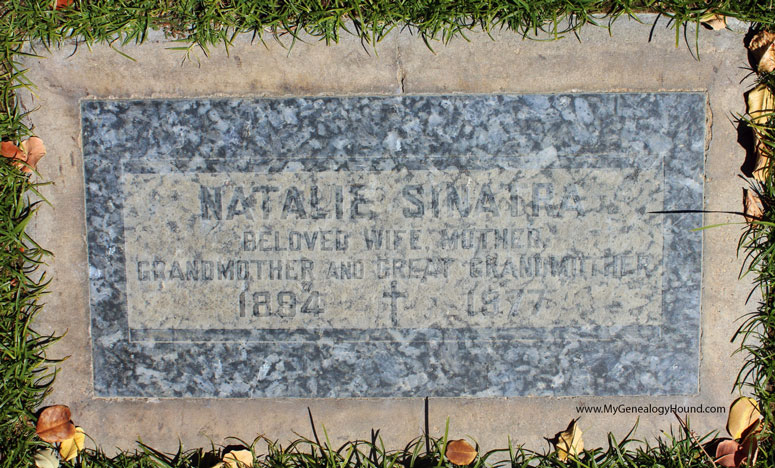 NATALIE SINATRA
BELOVED WIFE, MOTHER,
GRANDMOTHER AND GREAT GRANDMOTHER
1894 1977
www.MyGenealogyHound.com